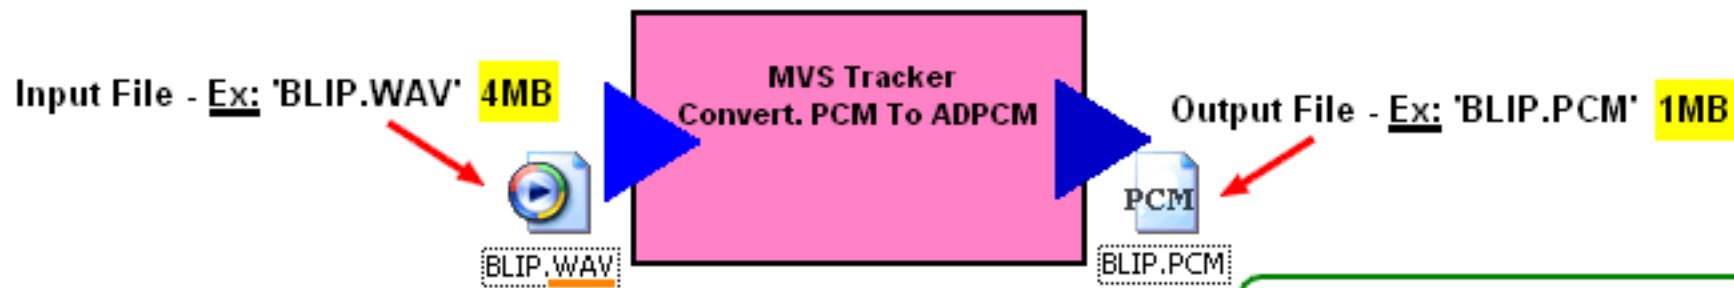 Input File - Ex: 'BLIP.WAV' 4MB
MVS Tracker
Convert. PCM To ADPCM
Output File - Ex: 'BLIP.PCM' 1MB
PCM
BLIP.WAV
BLIP.PCM